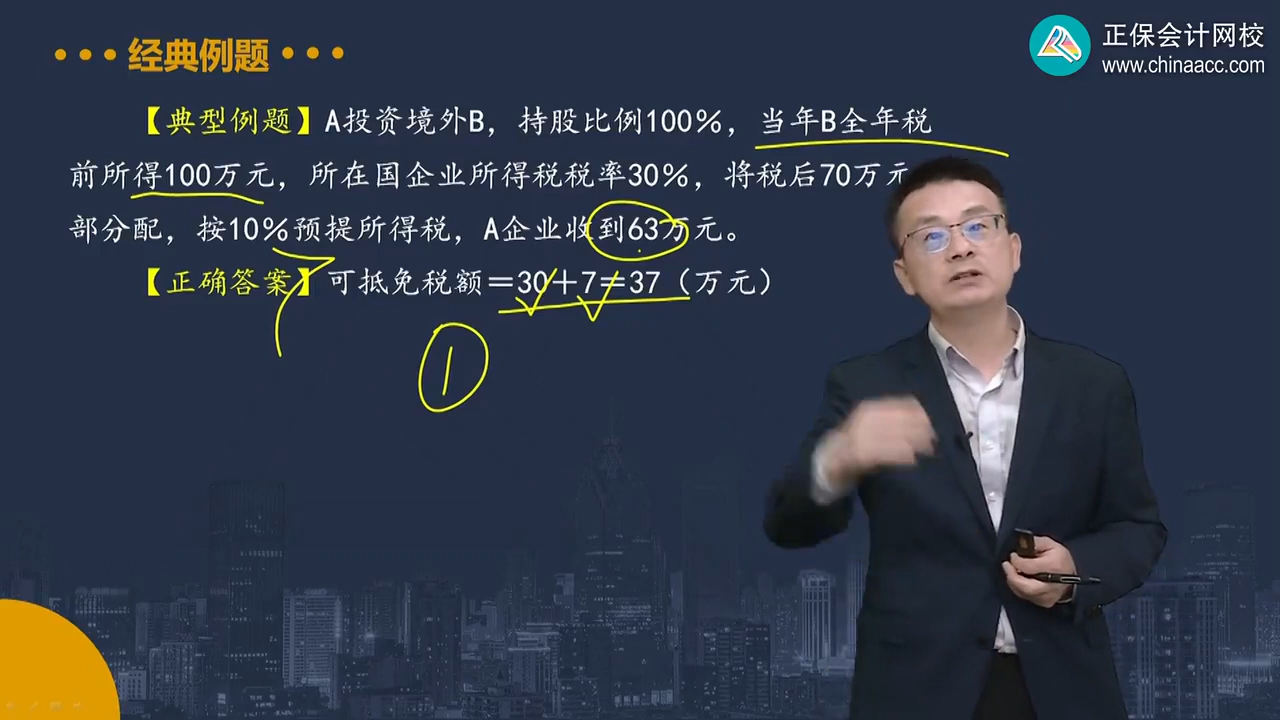 经典例题
正保会计网校
www.chinaacc.com
【典型例题】A投资境外B，持股比例100%，当年B全年税
前所得100万元，所在国企业所得税税率30%，将税后70万元
部分配，按10%预提所得税，A企业收到63万元。
【正确答案】可抵免税额＝30＋7＝37（万元）
①